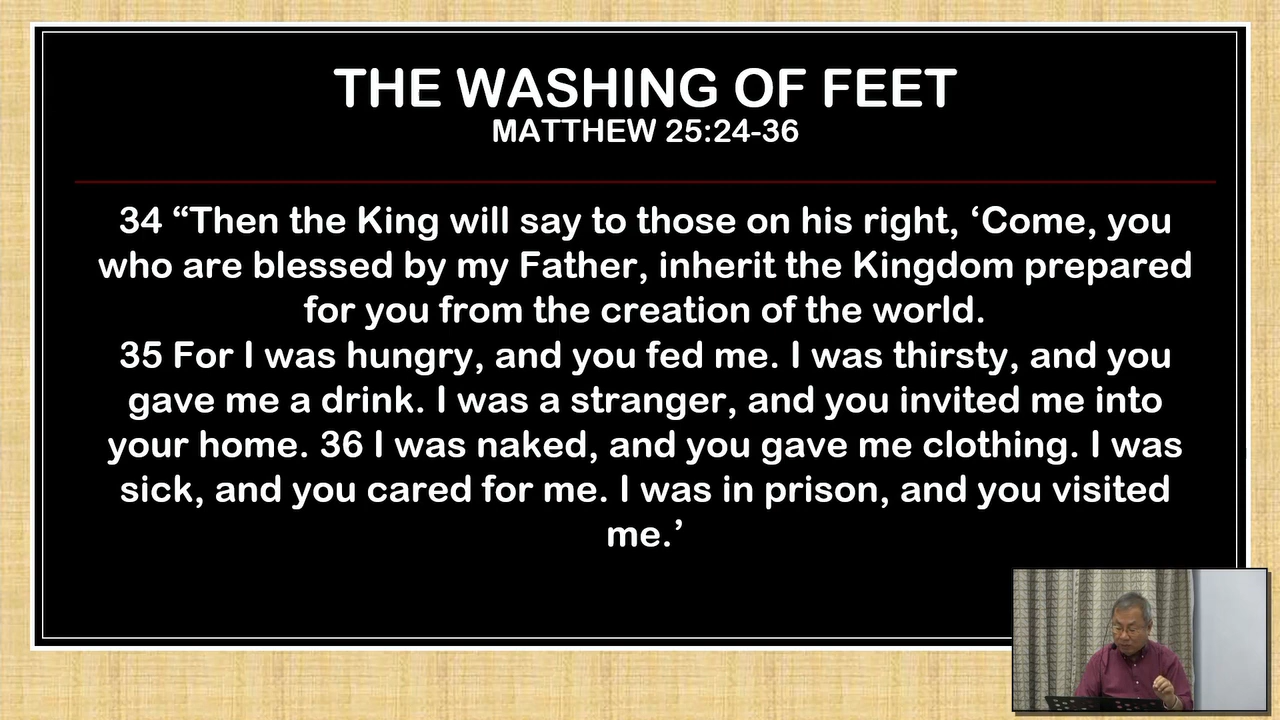 THE WASHING OF FEET
MATTHEW 25:24-36
34 “Then the King will say to those on his right, ‘Come, you
who are blessed by my Father, inherit the Kingdom prepared
for you from the creation of the world.
35 For I was hungry, and you fed me. I was thirsty, and you
gave me a drink. I was a stranger, and you invited me into
your home. 36 I was naked, and you gave me clothing. I was
sick, and you cared for me. I was in prison, and you visited
me.’